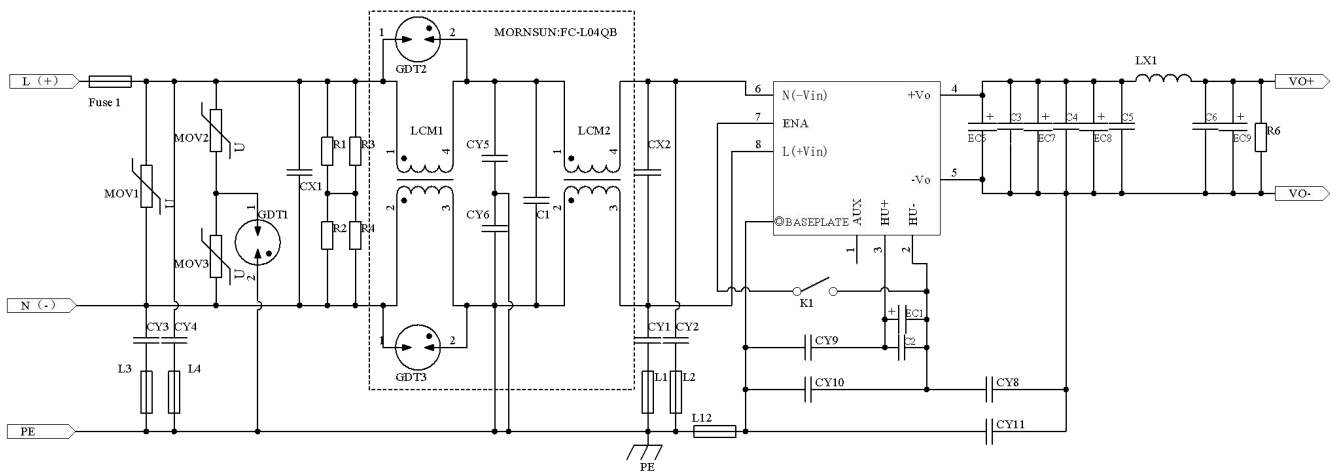 1
2
MORNSUN:FC-L04QB
GDT2
L (+)
Fuse 1
LX1
VO+
6
N(-Vin)
+Vo
4
7
ENA
8
L(+Vin)
MOV2
U
MOV1
U
R1
R3
LCM1
1
4
2
3
CY5
CY6
C1
LCM2
1
4
2
3
CX2
CX1
EC6
C3
EC7
C4
EC8
C5
C6
EC9
R6
+
+
+
+
-Vo
5
VO-
1
GDT1
2
R2
R4
MOV3
U
BASEPLATE
AUX
HU+
HU-
1
3
2
N (-)
K1
CY3
CY4
1
2
GDT3
CY1
CY2
+
EC1
C2
CY9
L3
L4
L1
L2
CY10
CY8
L12
CY11
PE
PE